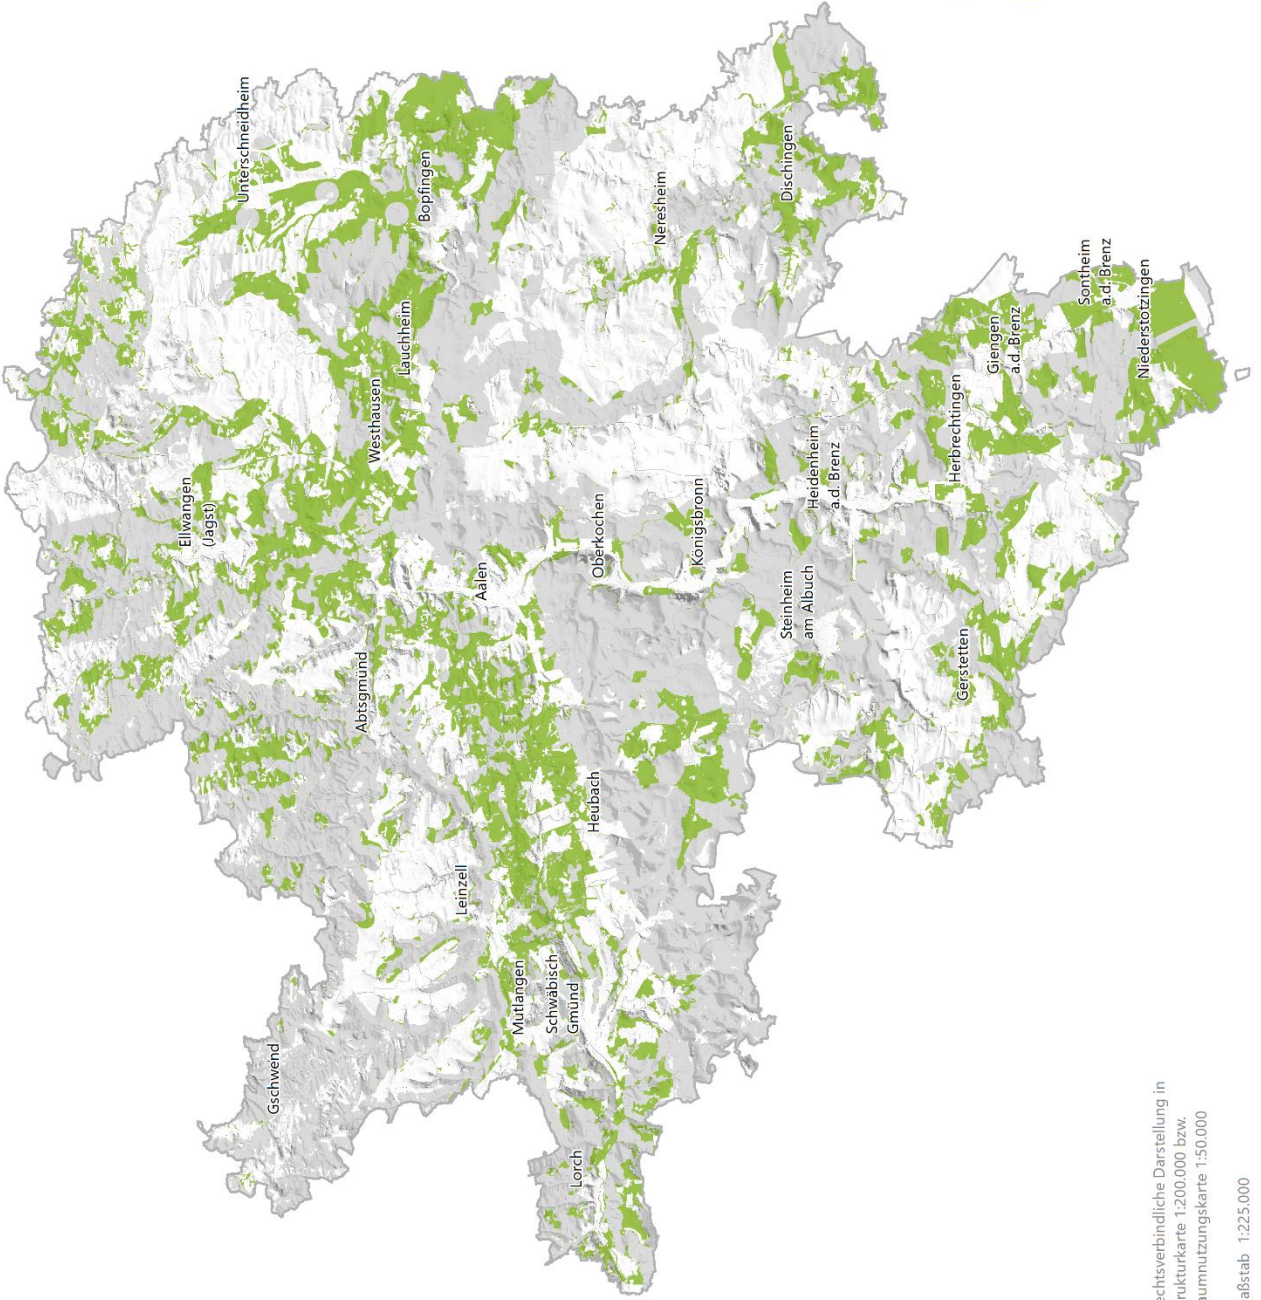 Ellwangen
(Jagst)
Unterschneidheim
Gschwend
Abtsgmünd
Westhausen
Lauchheim
Bopfingen
Leinzell
Aalen
Mutlangen
Schwäbisch
Gmünd
Lorch
Heubach
Oberkochen
Neresheim
Königsbronn
Steinheim
am Albuch
Dischingen
Heidenheim
a.d. Brenz
Herbrechtingen
Gerstetten
Giengen
a.d. Brenz
Sontheim
a.d. Brenz
Niederstotzingen
echtsverbindliche Darstellung in
rukturkarte 1:200.000 bzw.
aumnutzungskarte 1:50.000
aßstab 1:225.000